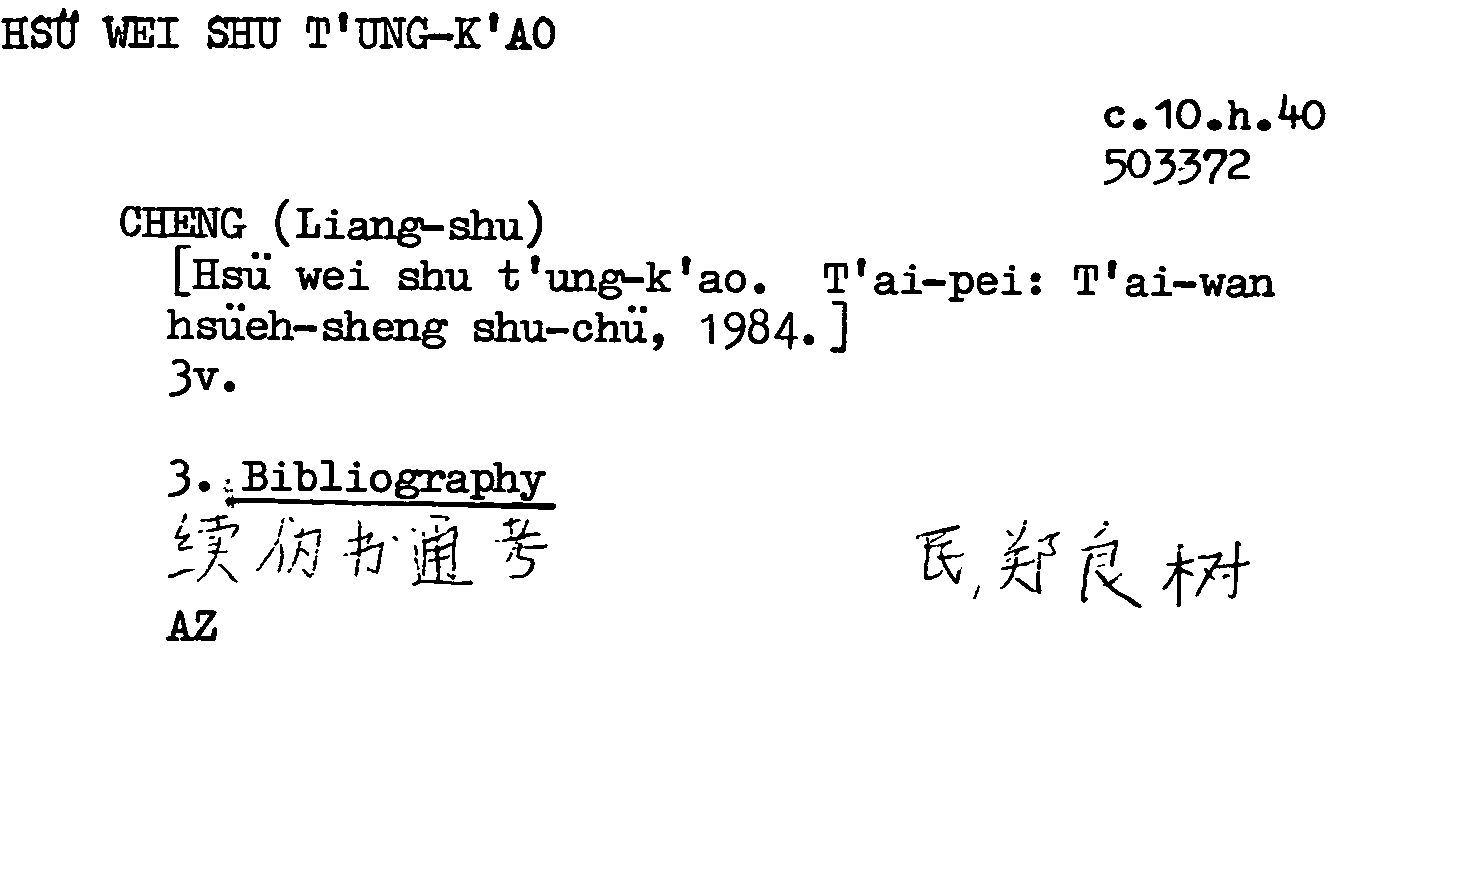 HSÜ WEI SHU T'UNG-K'AO
c.10.h.40
503372
CHENG (Liang-shu)
[Hsü wei shu t'ung-k'ao. T'ai-pei: T'ai-wan
hsüeh-sheng shu-chü, 1984.]
3v.
3. Bibliography
续伪书通考 民,郑良树
AZ